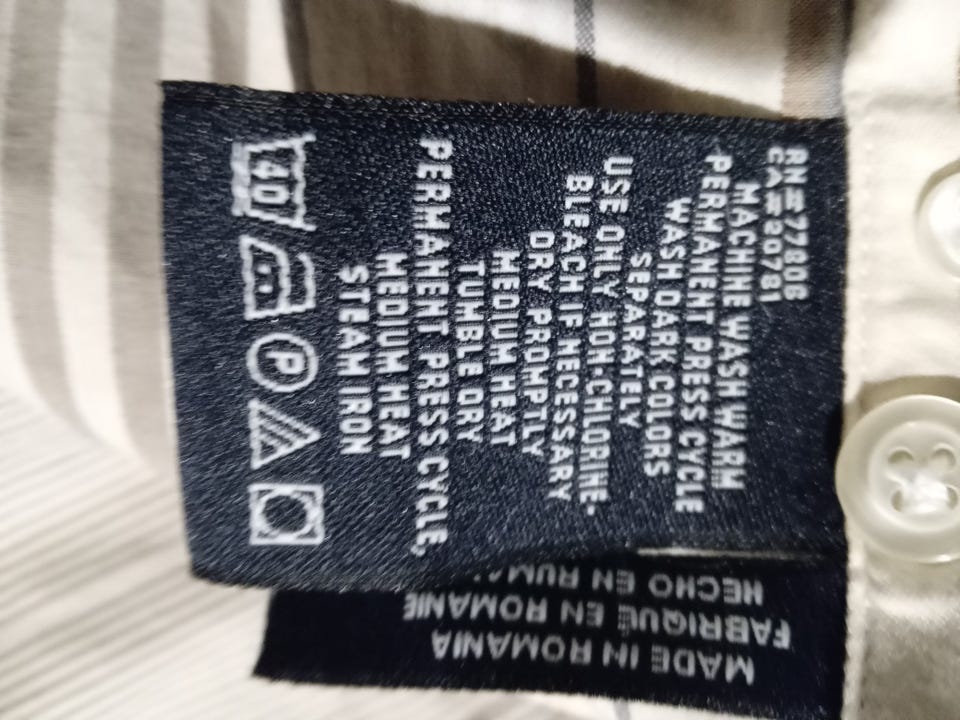 RN#77806
CA#20781
MACHINE WASH WARM
PERMANENT PRESS CYCLE
WASH DARK COLORS
SEPARATELY
USE ONLY NON-CHLORINE.
BLEACH IF NECESSARY
DRY PROMPTLY
MEDIUM HEAT
TUMBLE DRY
PERMANENT PRESS CYCLE,
MEDIUM HEAT
STEAM IRON
40 P
MADE IN ROMANIA
FABRIQUÉ EN ROMANIE
HECHO EN